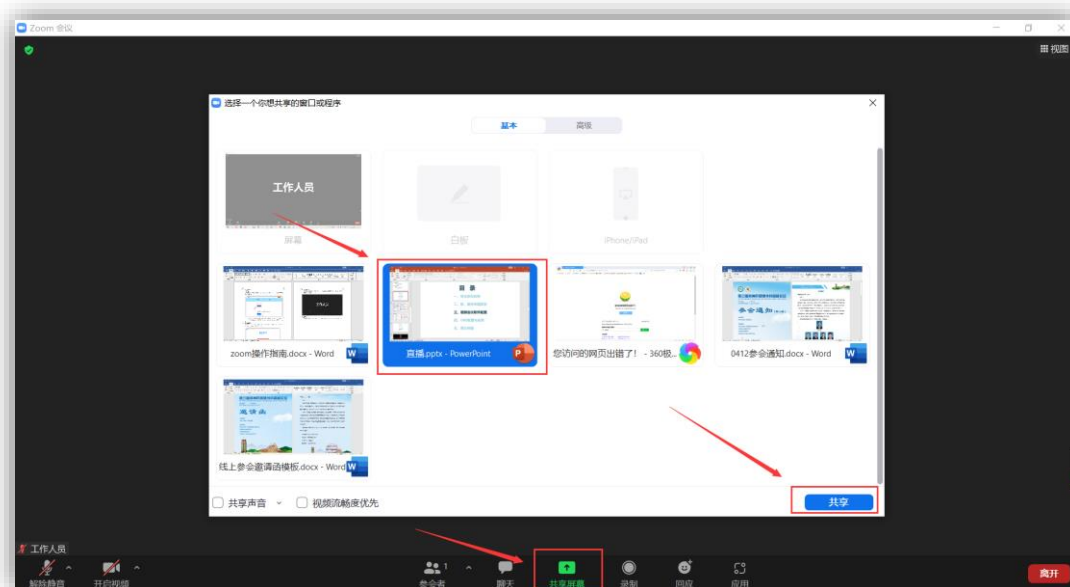 Zoom 会议
视图
选择一个你想共享的窗口或程序
基本 高级
工作人员
屏幕 白板 iPhone/iPad
目 录
参会通知
zoom操作指南.docx - Word 直播.pptx - PowerPoint 您访问的网页出错了! - 360极... 0412参会通知.docx - Word
邀请函
线上参会邀请函模板.docx - Word
共享声音 视频流畅度优先 共享
工作人员
解除静音 开启视频 参会者 1 聊天 共享屏幕 录制 回应 应用 离开